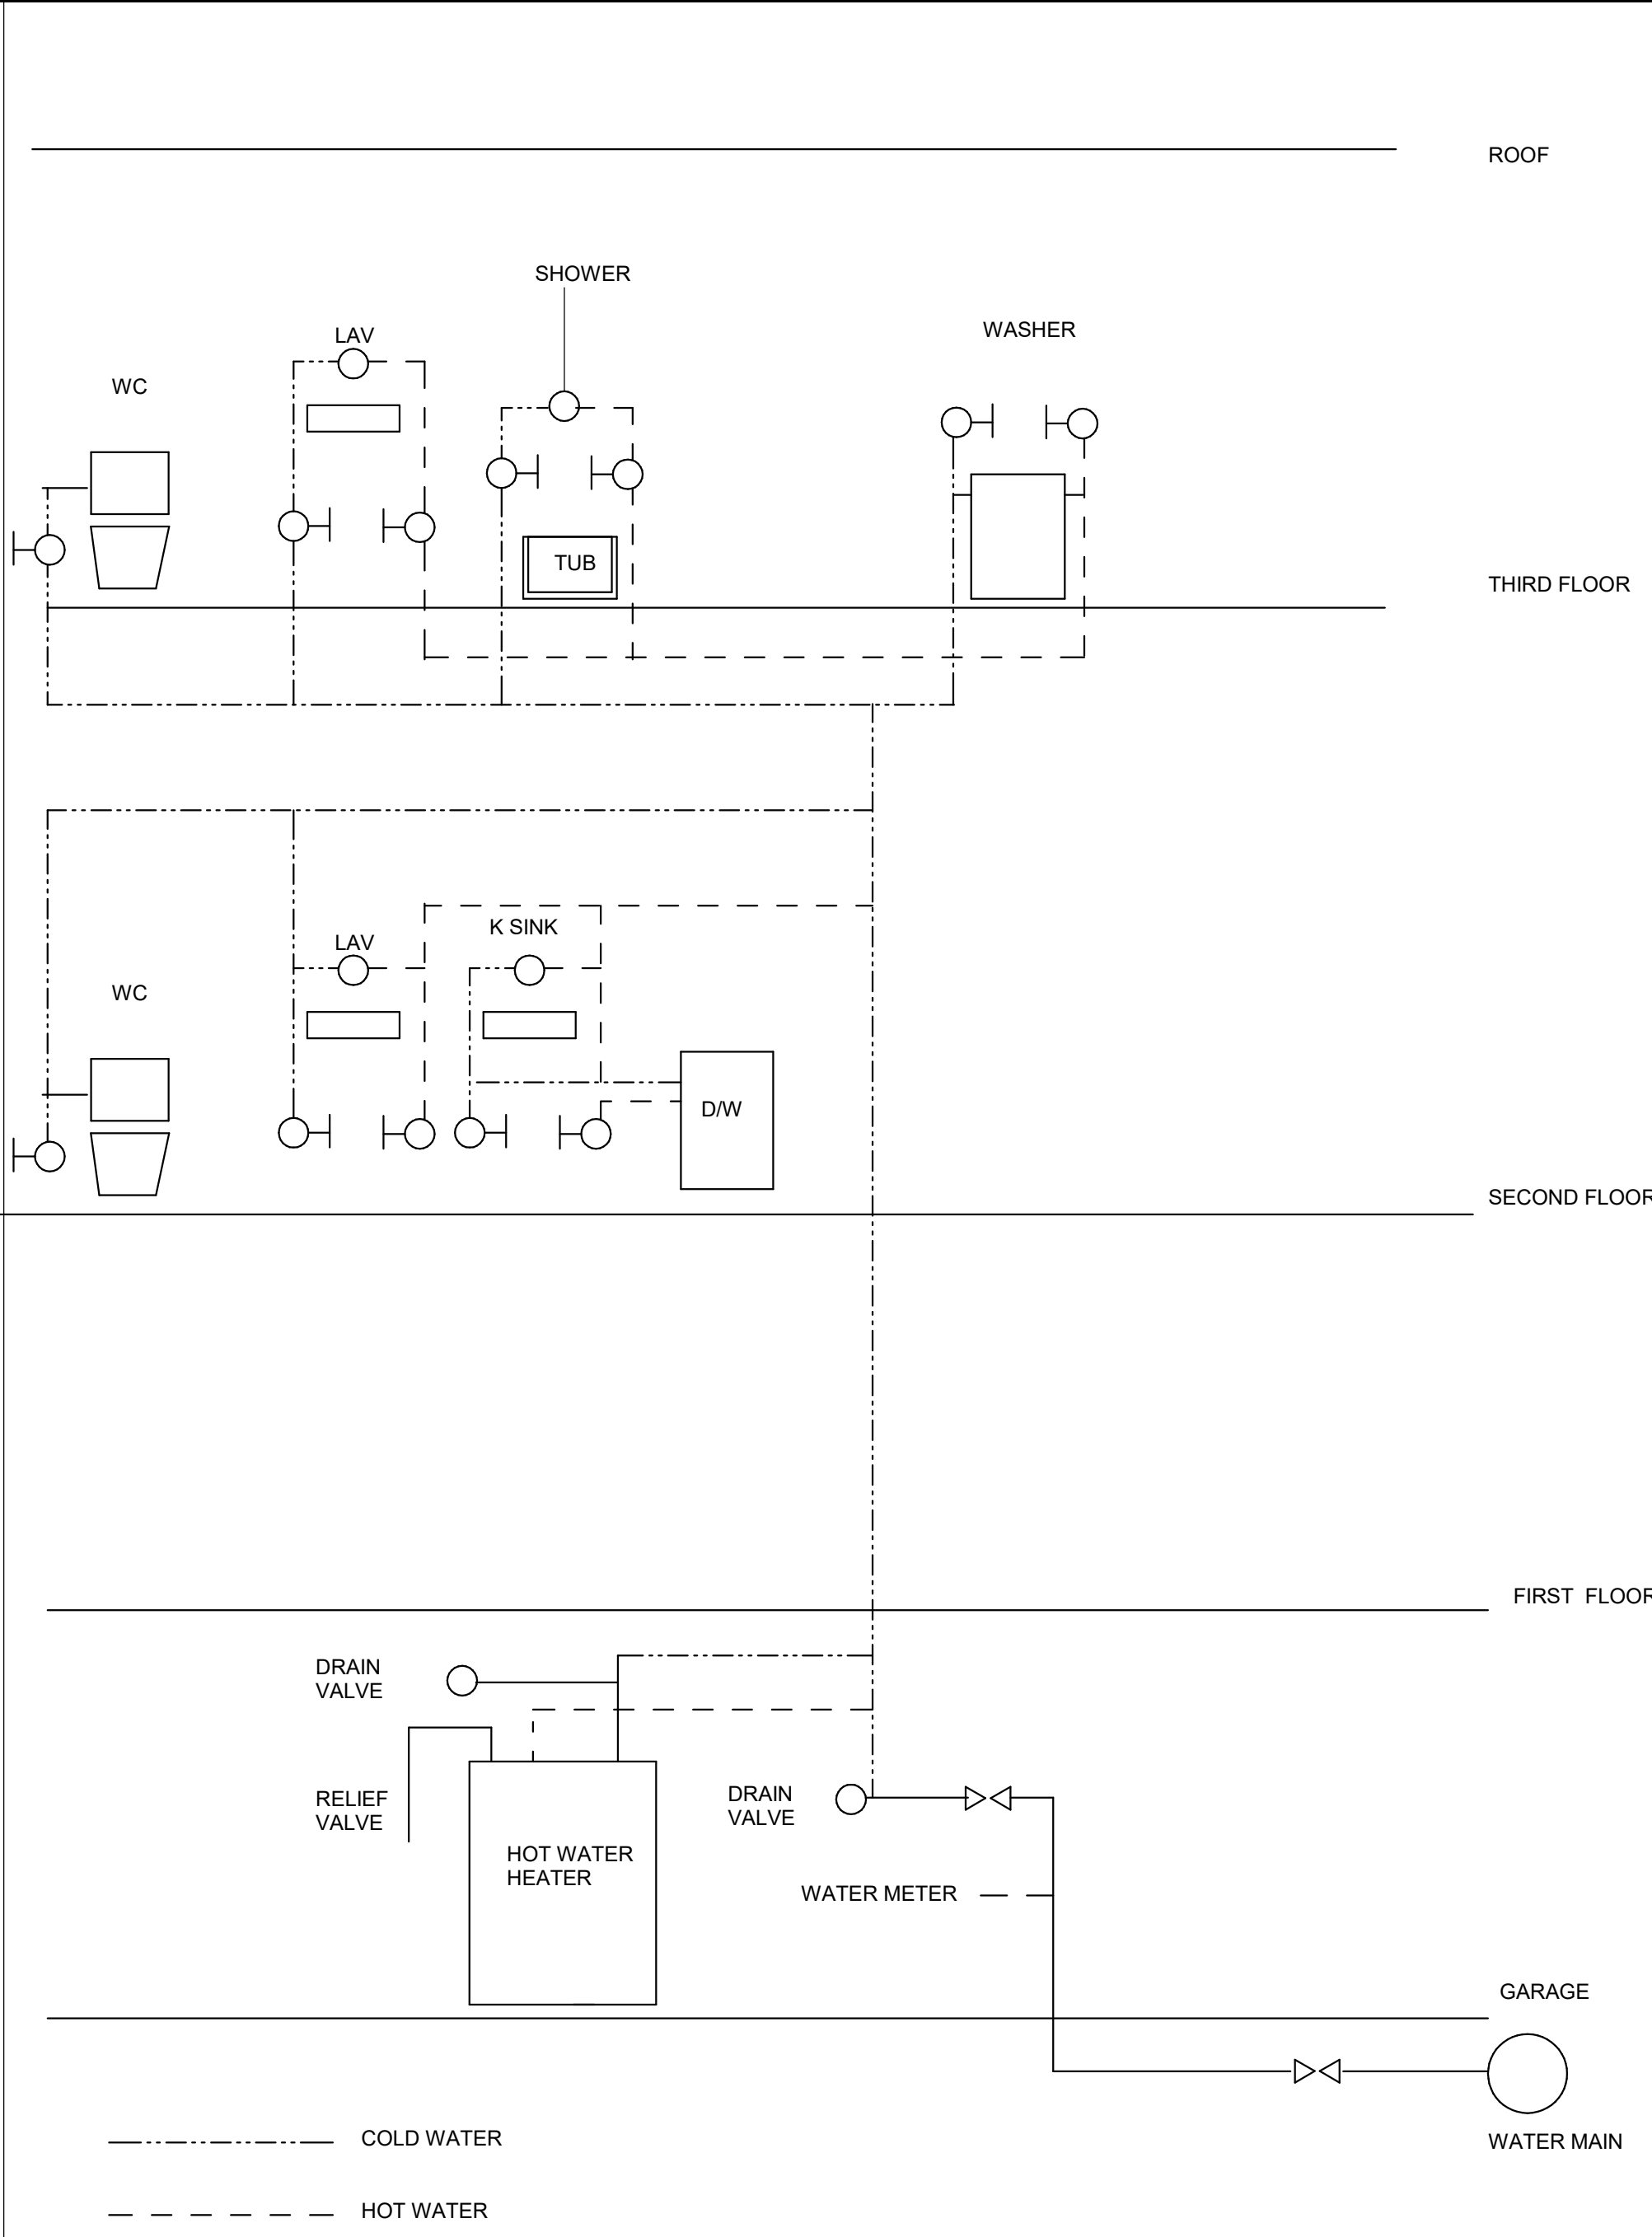 ROOF
SHOWER
LAV
WASHER
WC
TUB
THIRD FLOOR
K SINK
LAV
WC
D/W
SECOND FLOOR
FIRST FLOOR
DRAIN
VALVE
RELIEF
VALVE
DRAIN
VALVE
HOT WATER
HEATER
WATER METER
GARAGE
COLD WATER
WATER MAIN
HOT WATER